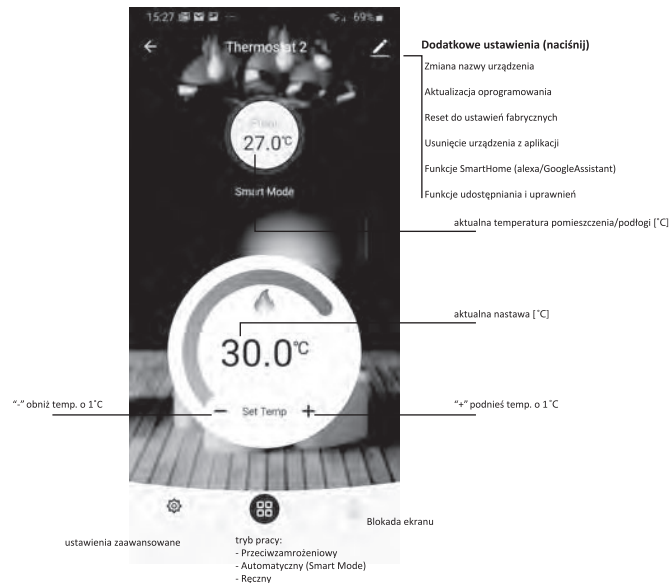 15:27
69%
Thermostat 2
Dodatkowe ustawienia (naciśnij)
Zmiana nazwy urządzenia
Aktualizacja oprogramowania
Reset do ustawień fabrycznych
Usunięcie urządzenia z aplikacji
Funkcje SmartHome (alexa/GoogleAssistant)
Funkcje udostępniania i uprawnień
27.0°C
Smart Mode
aktualna temperatura pomieszczenia/podłogi [˚C]
aktualna nastawa [˚C]
30.0°C
"-" obniż temp. o 1˚C
− Set Temp +
"+" podnieś temp. o 1˚C
Blokada ekranu
ustawienia zaawansowane
tryb pracy:
- Przeciwzamrożeniowy
- Automatyczny (Smart Mode)
- Ręczny